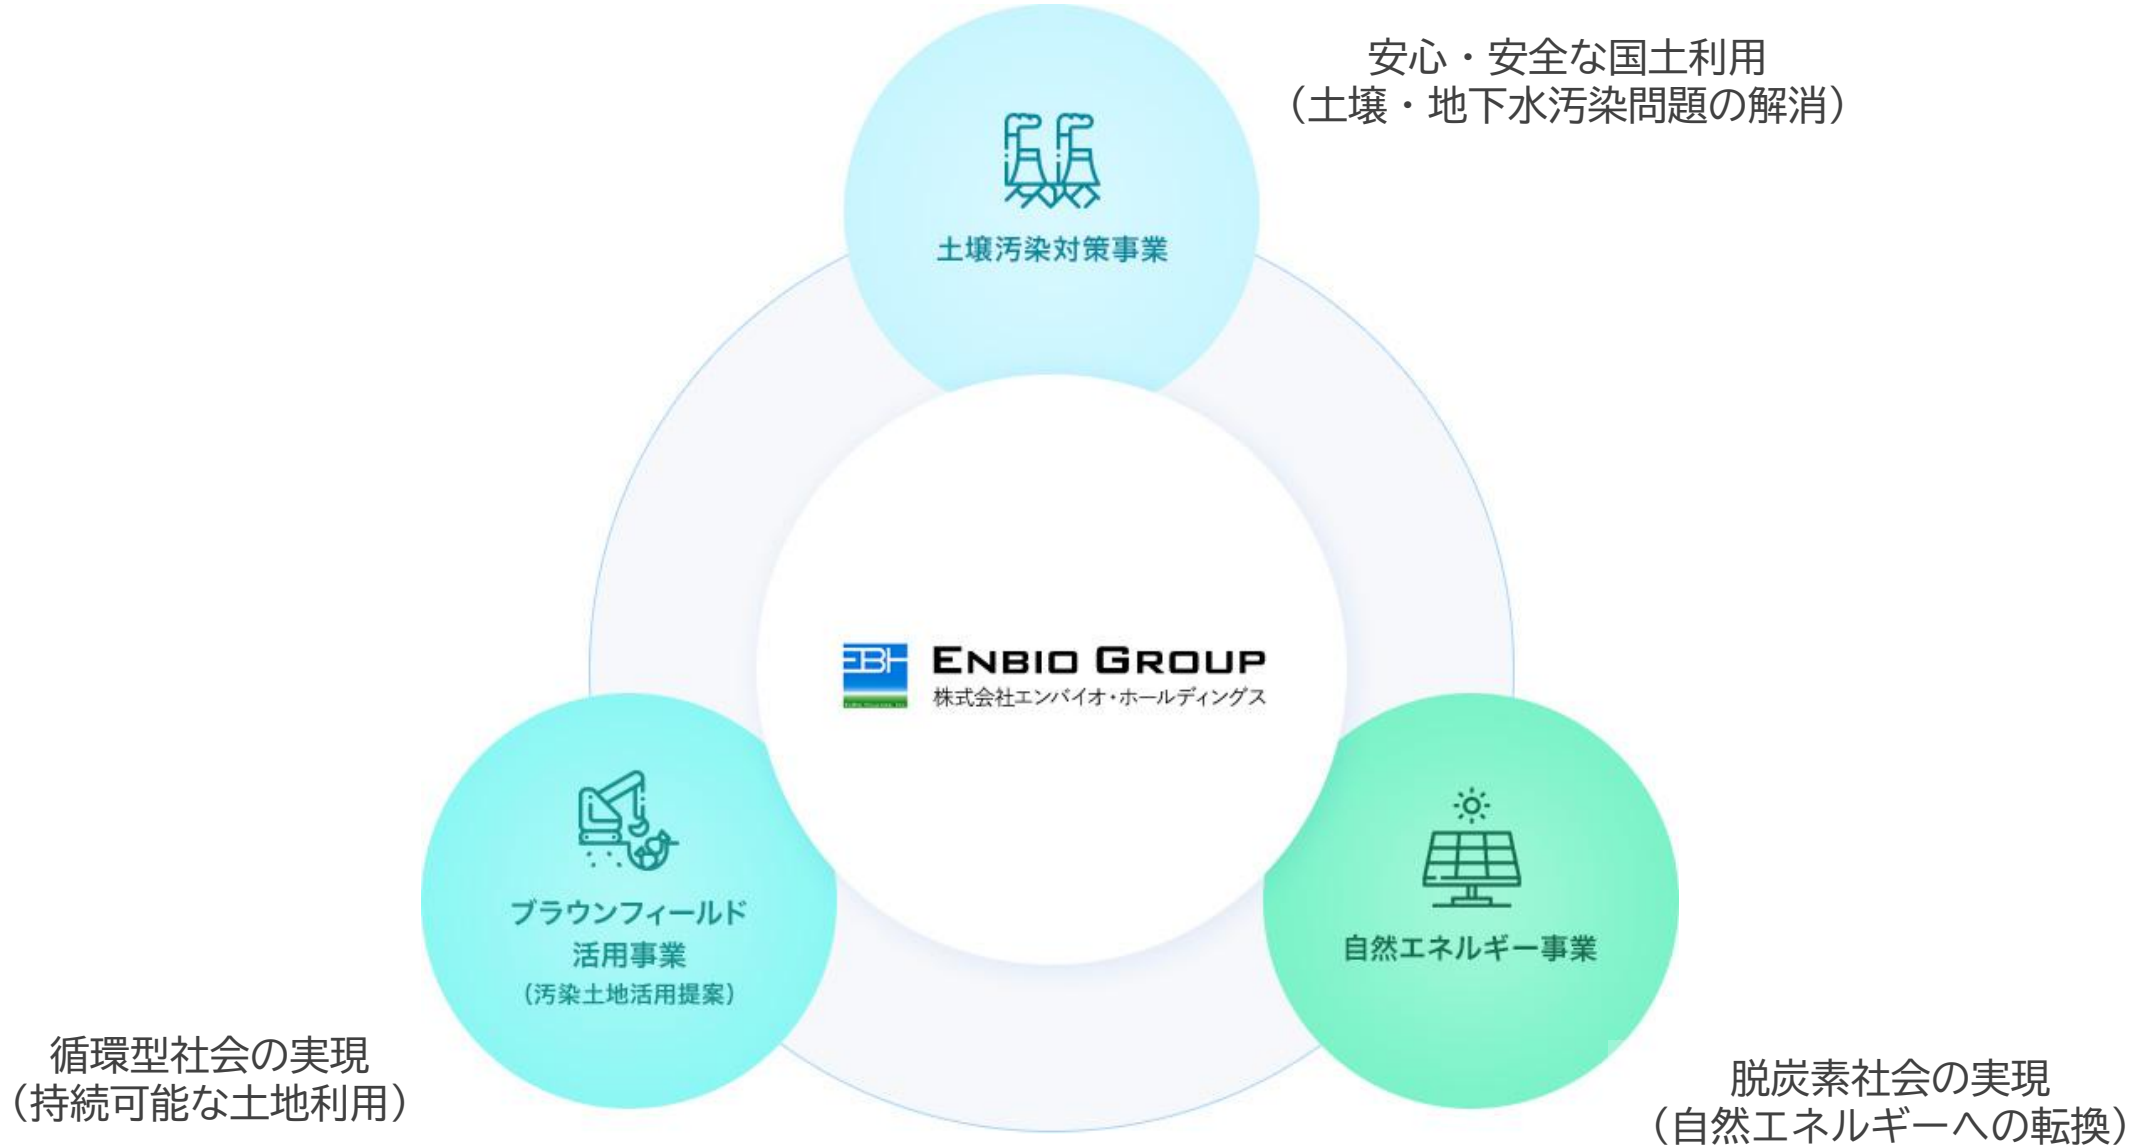 安心・安全な国土利用
（土壌・地下水汚染問題の解消）
土壌汚染対策事業
EBH
ENBIO GROUP
株式会社エンバイオ・ホールディングス
ブラウンフィールド
活用事業
（汚染土地活用提案）
自然エネルギー事業
循環型社会の実現
（持続可能な土地利用）
脱炭素社会の実現
（自然エネルギーへの転換）